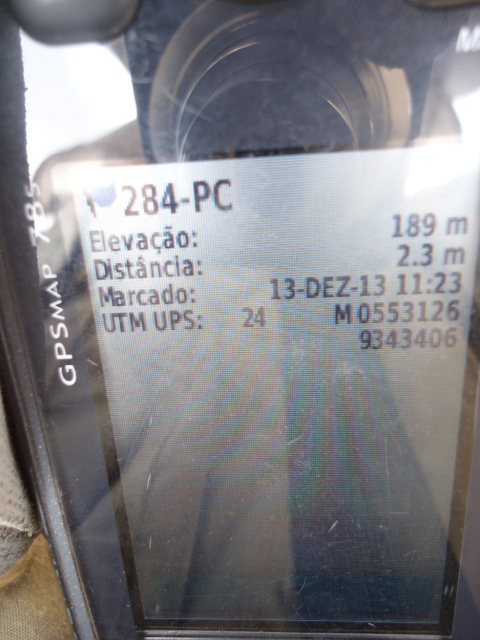 284-PC
Elevação: 189 m
Distância: 2.3 m
Marcado: 13-DEZ-13 11:23
UTM UPS: 24 M 0553126
9343406
GPSMAP 78s